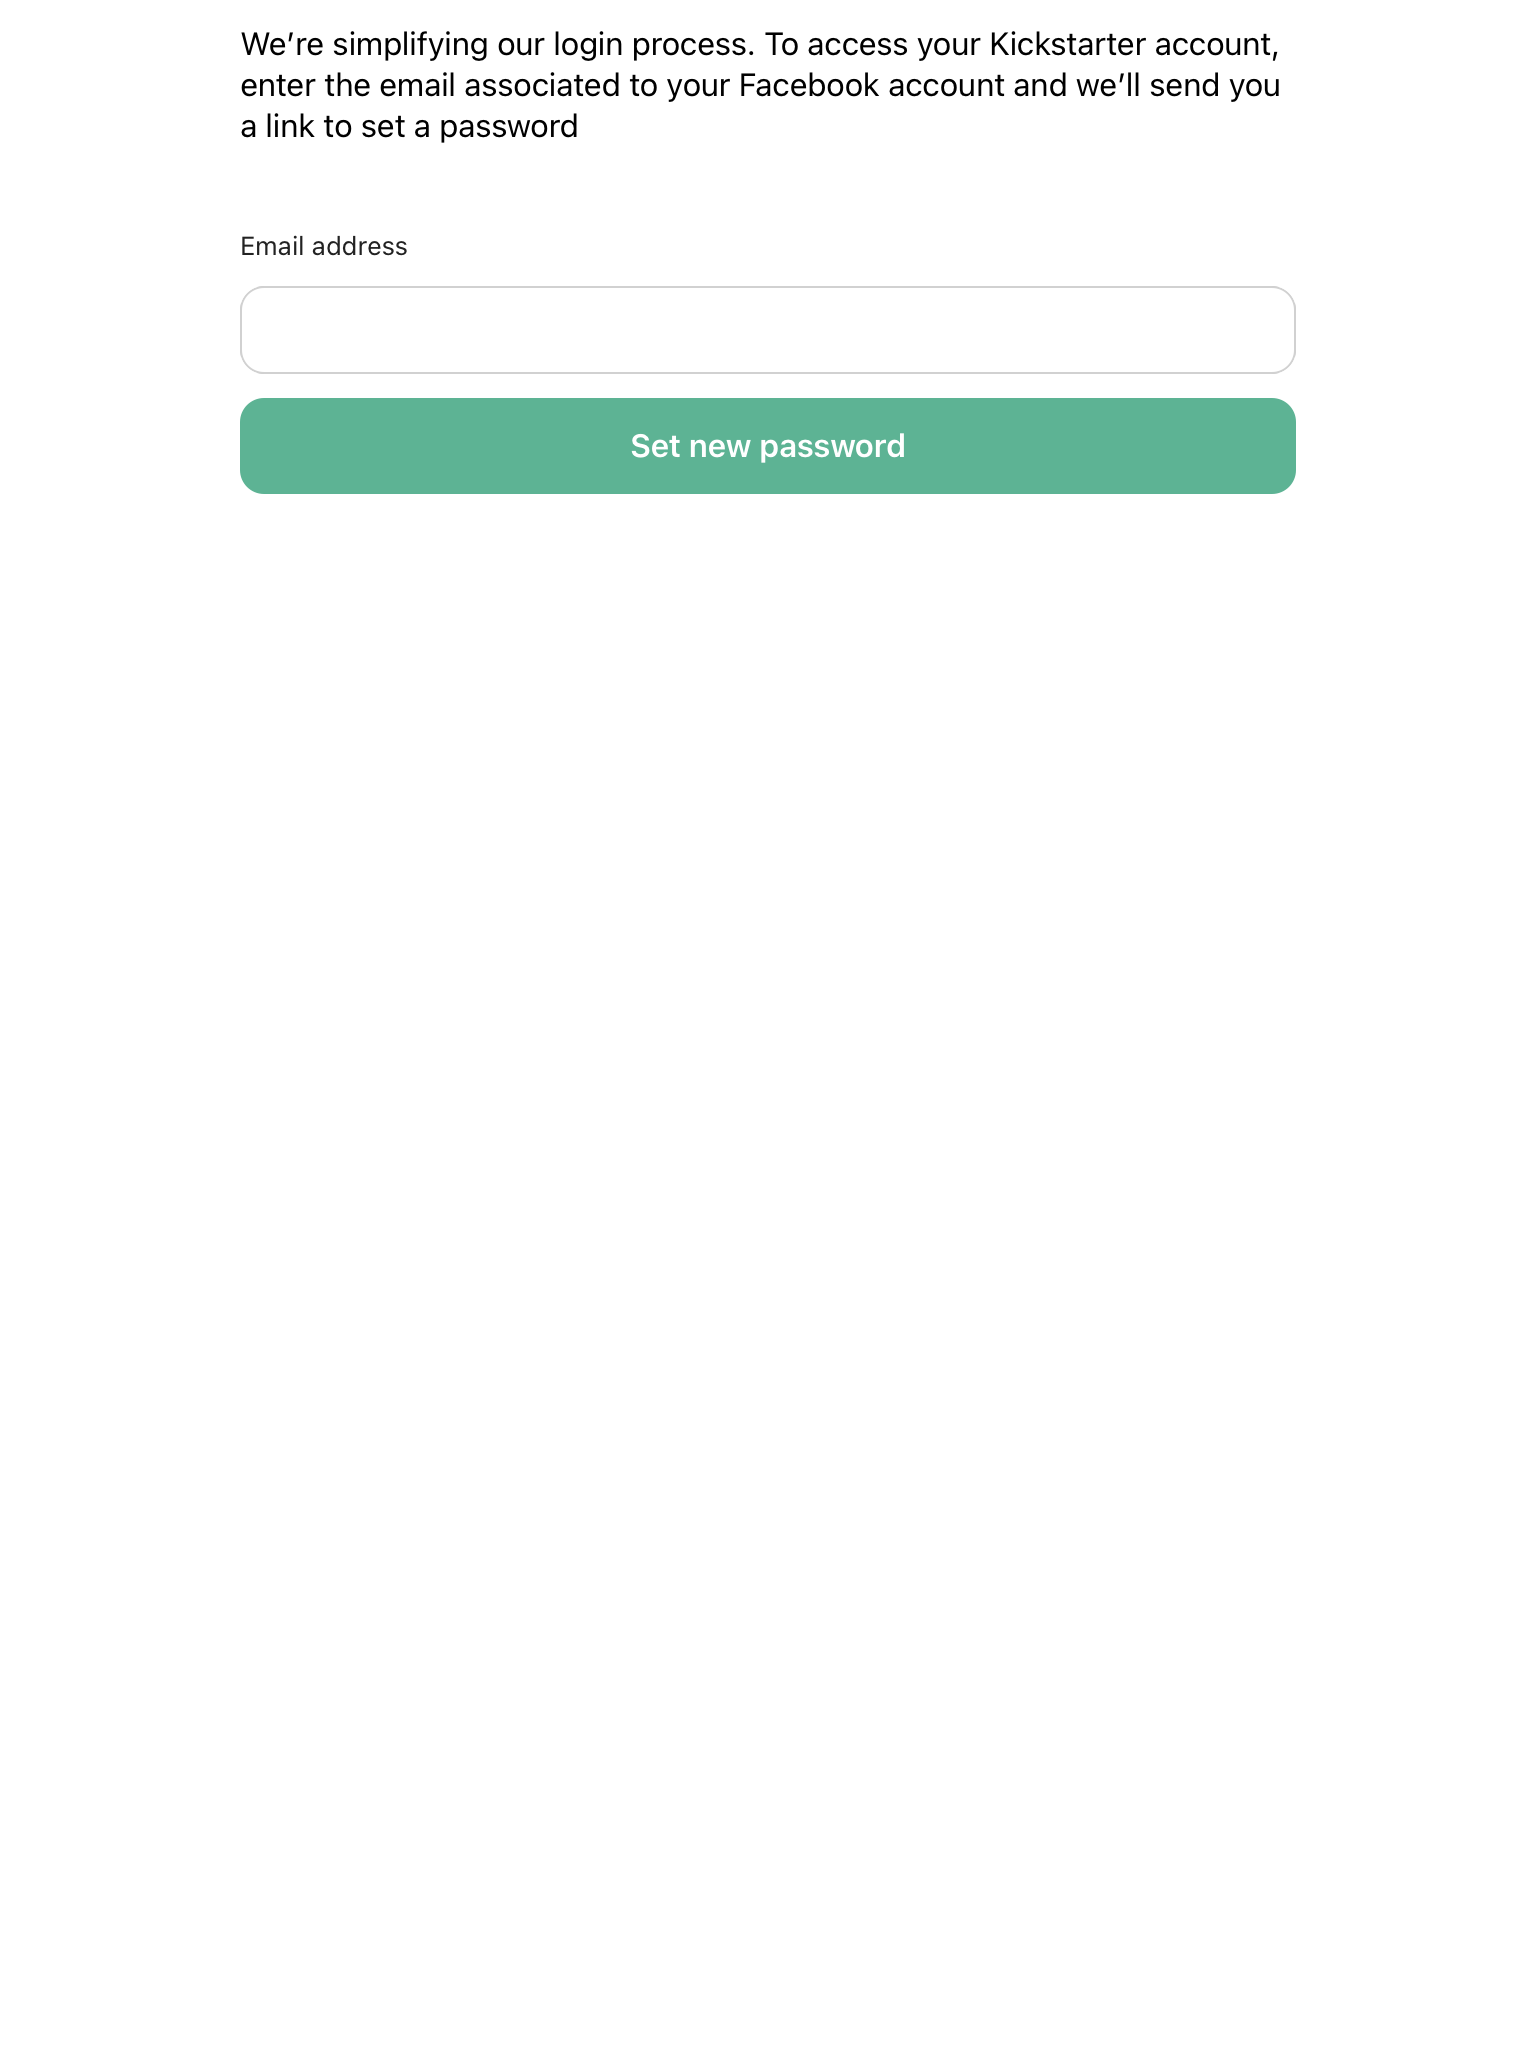 We’re simplifying our login process. To access your Kickstarter account,
enter the email associated to your Facebook account and we’ll send you
a link to set a password
Email address
Set new password